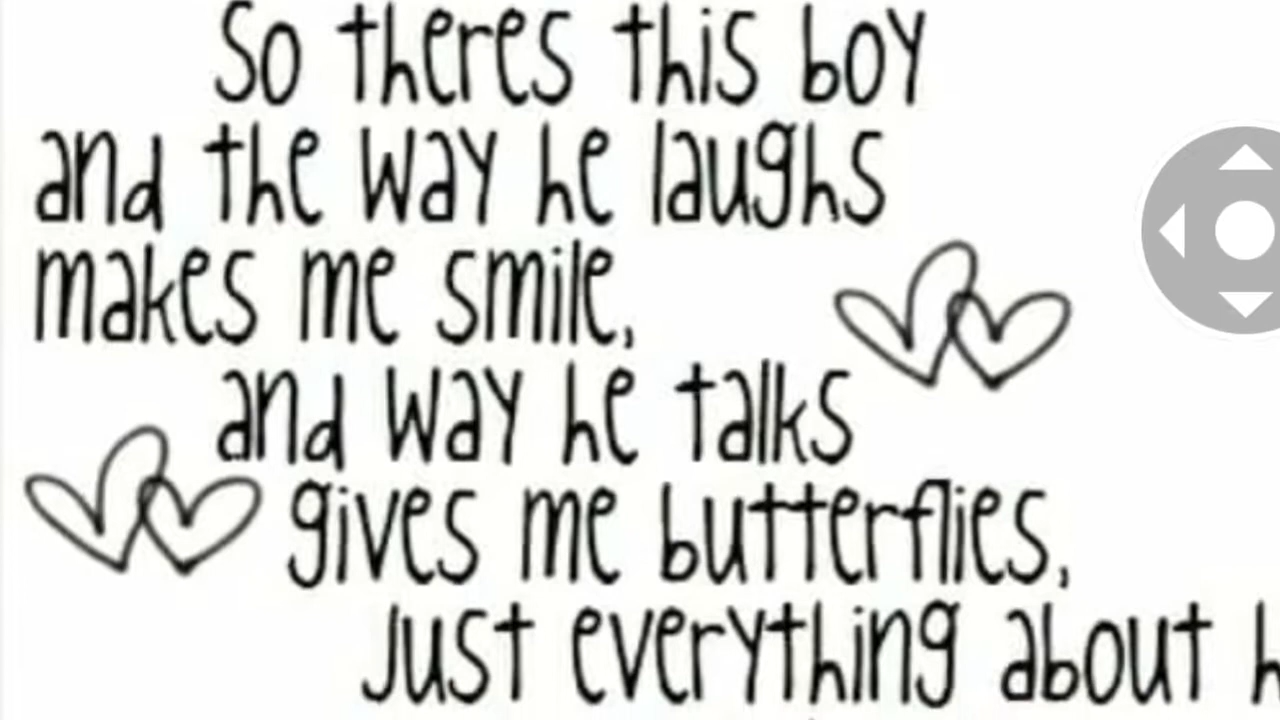 So theres this boy
and the way he laughs
makes me smile,
and way he talks
gives me butterflies,
Just everything about